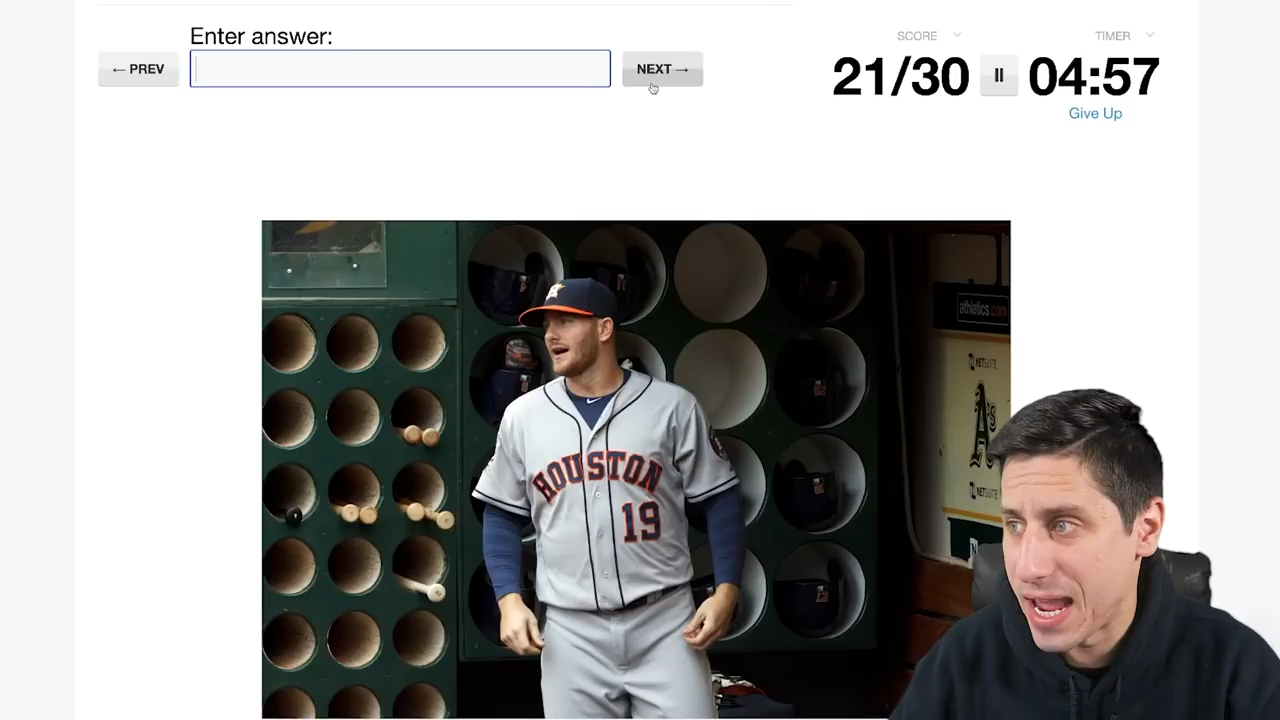 Enter answer:
← PREV
NEXT →
SCORE
21/30
TIMER
04:57
Give Up
athletics.com
NETSUITE
A's
NETSUITE
HOUSTON
19
N